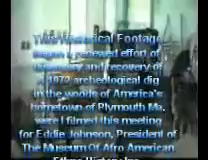 This Historical Footage
begins a renewed effort of
discovery and recovery of
a 1972 archeological dig
in the woods of America's
hometown of Plymouth Ma.
were I filmed this meeting
for Eddie Johnson, President of
The Museum Of Afro American